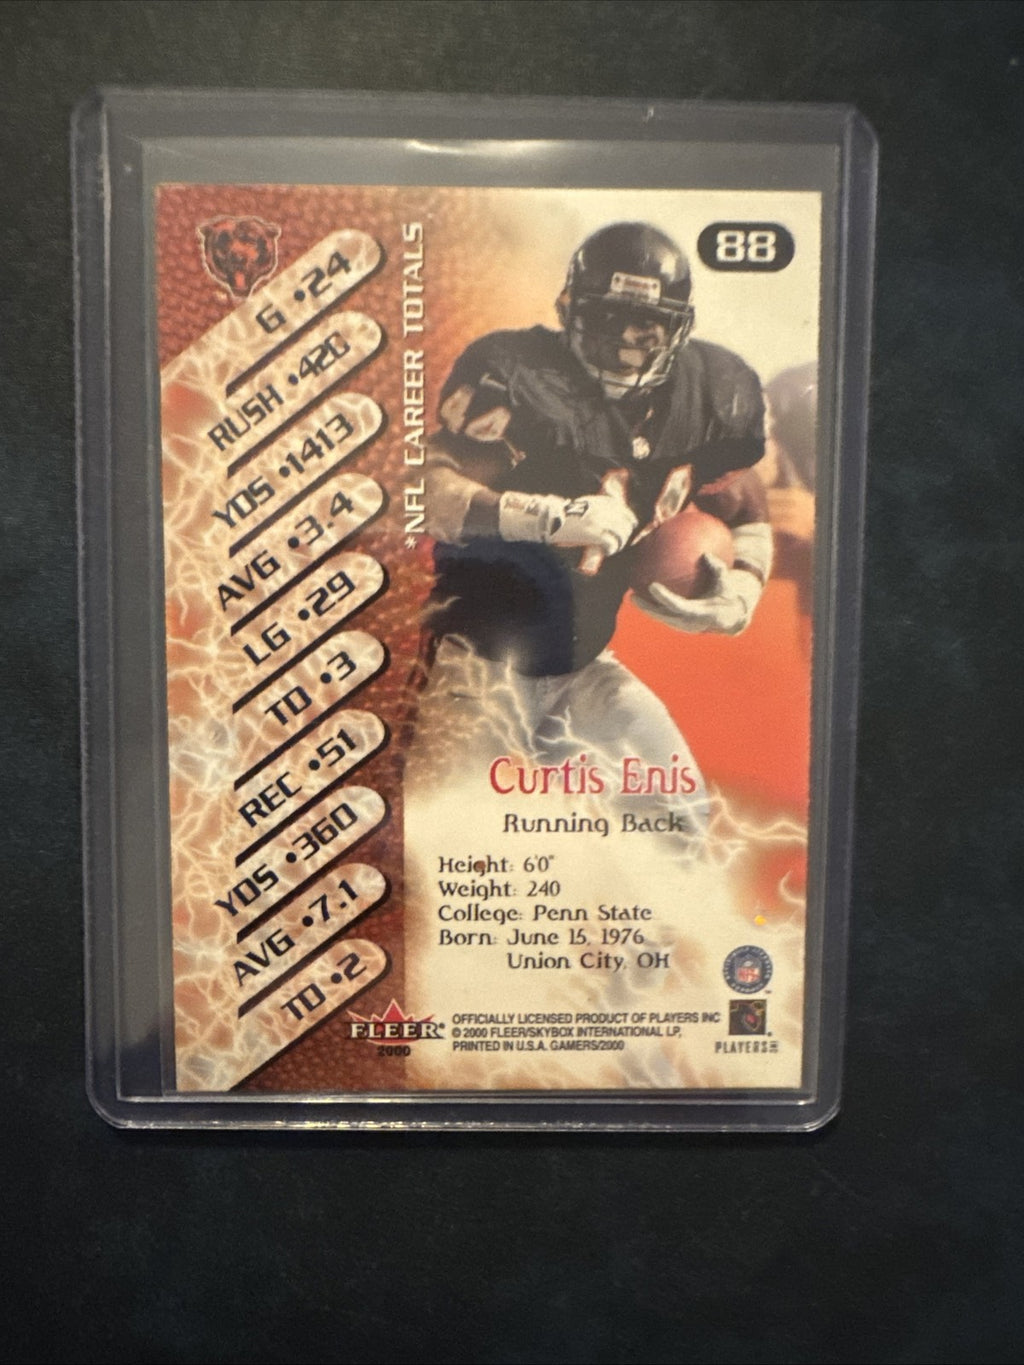 88
*NFL CAREER TOTALS
G •24
RUSH •420
YDS •1413
AVG •3.4
LG •29
TD •3
REC •51
YDS •360
AVG •7.1
TD •2
44
Curtis Enis
Running Back
Height: 6'0"
Weight: 240
College: Penn State
Born: June 15, 1976
Union City, OH
FLEER®
2000
OFFICIALLY LICENSED PRODUCT OF PLAYERS INC
© 2000 FLEER/SKYBOX INTERNATIONAL LP,
PRINTED IN U.S.A. GAMERS/2000
NFL
PLAYERS INC